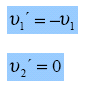 υ₁´ = −υ₁
υ₂´ = 0